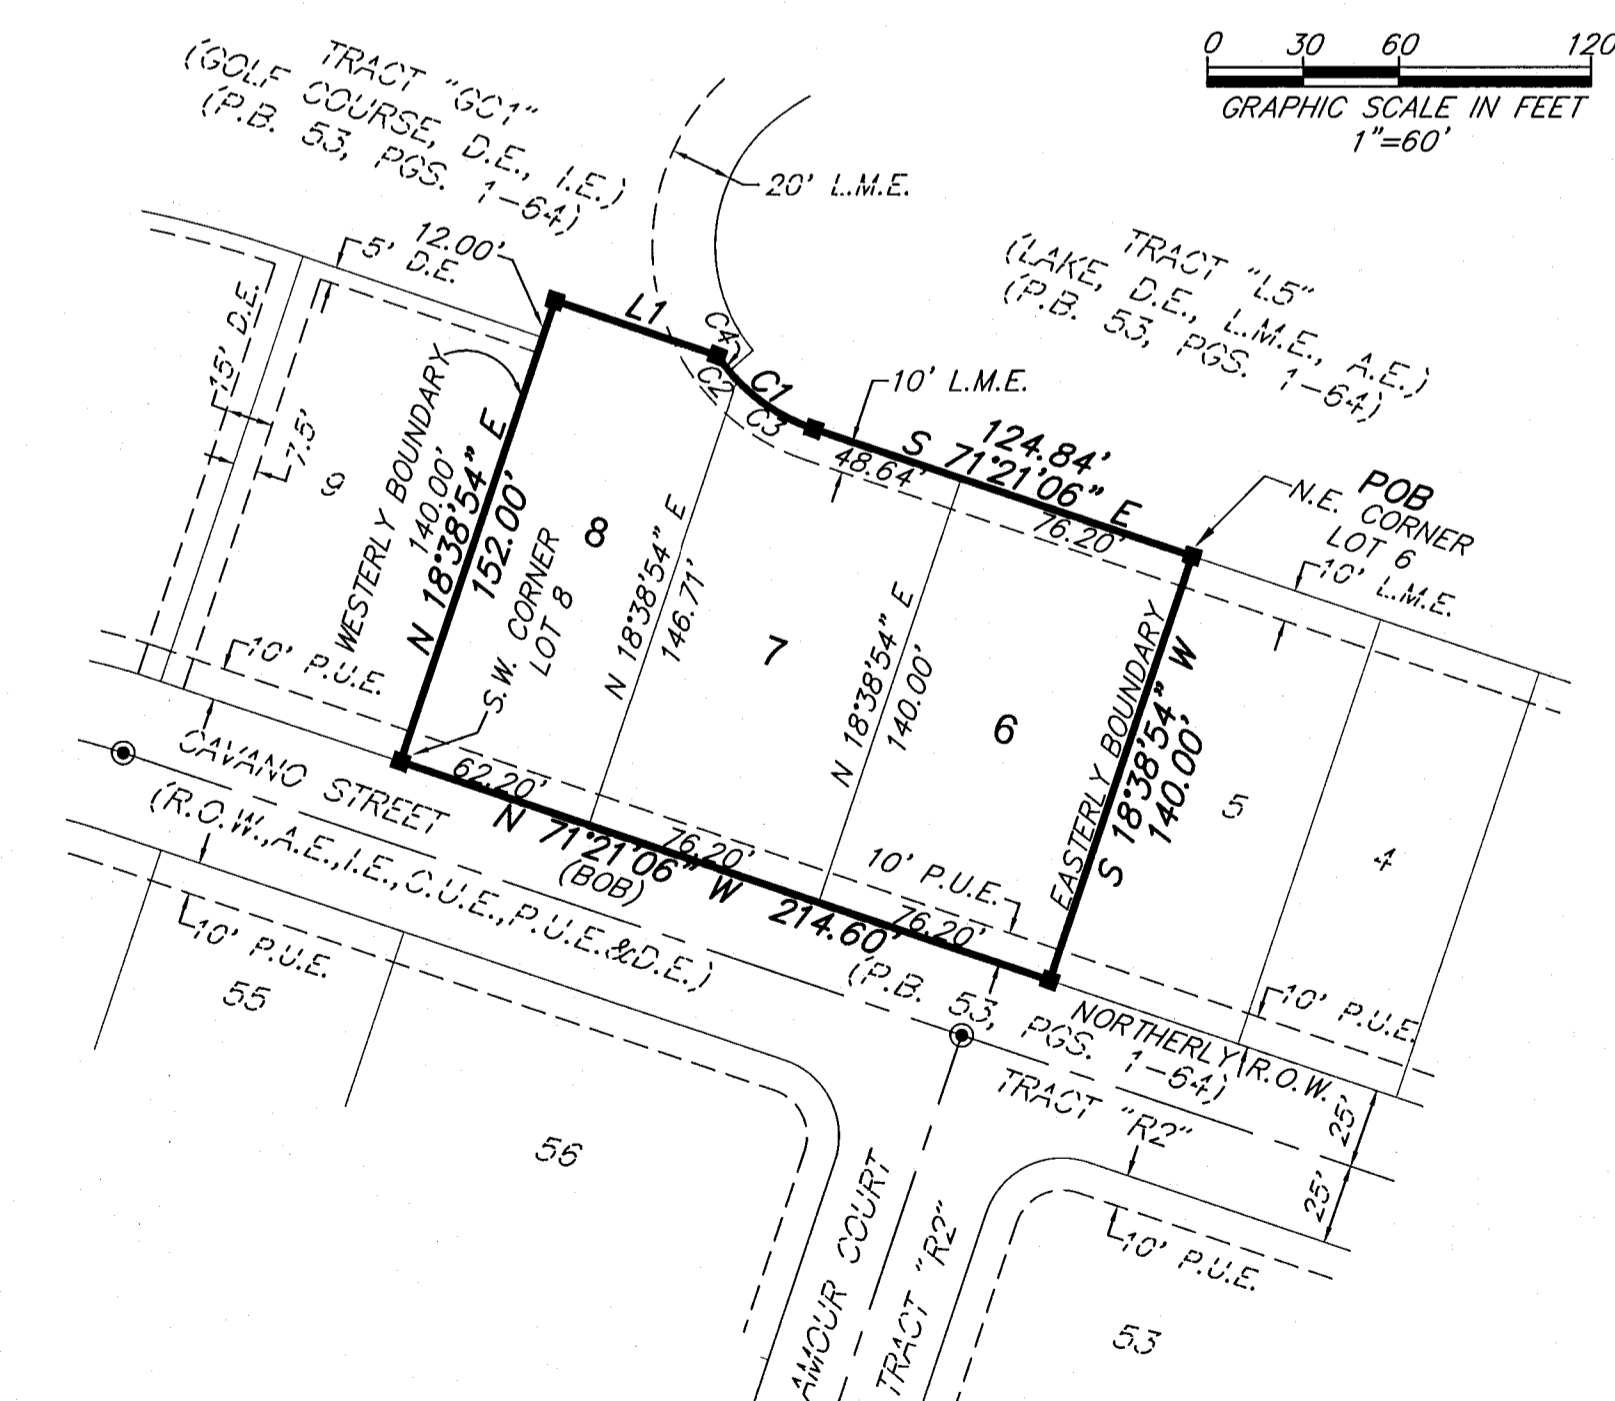 0 30 60 120
GRAPHIC SCALE IN FEET
1"=60'
TRACT "GC1"
(GOLF COURSE, D.E., I.E.)
(P.B. 53, PGS. 1-64)
20' L.M.E.
TRACT "L5"
(LAKE, D.E., L.M.E., A.E.)
(P.B. 53, PGS. 1-64)
12.00'
5' D.E.
L1
C4
C2
C1
C3
10' L.M.E.
124.84'
S 71°21'06" E
48.64'
76.20'
POB
N.E. CORNER
LOT 6
10' L.M.E.
15' D.E.
7.5'
9
WESTERLY BOUNDARY
140.00'
N 18°38'54" E
152.00'
8
S.W. CORNER
LOT 8
N 18°38'54" E
146.71'
7
N 18°38'54" E
140.00'
6
EASTERLY BOUNDARY
S 18°38'54" W
140.00'
5
4
10' P.U.E.
62.20'
76.20'
76.20'
10' P.U.E.
N 71°21'06" W 214.60'
(BOB)
CAVANO STREET
(R.O.W.,A.E.,I.E.,C.U.E.,P.U.E.&D.E.)
(P.B. 53, PGS. 1-64)
NORTHERLY R.O.W.
10' P.U.E.
TRACT "R2"
25'
25'
10' P.U.E.
55
56
AMOUR COURT
TRACT "R2"
10' P.U.E.
53